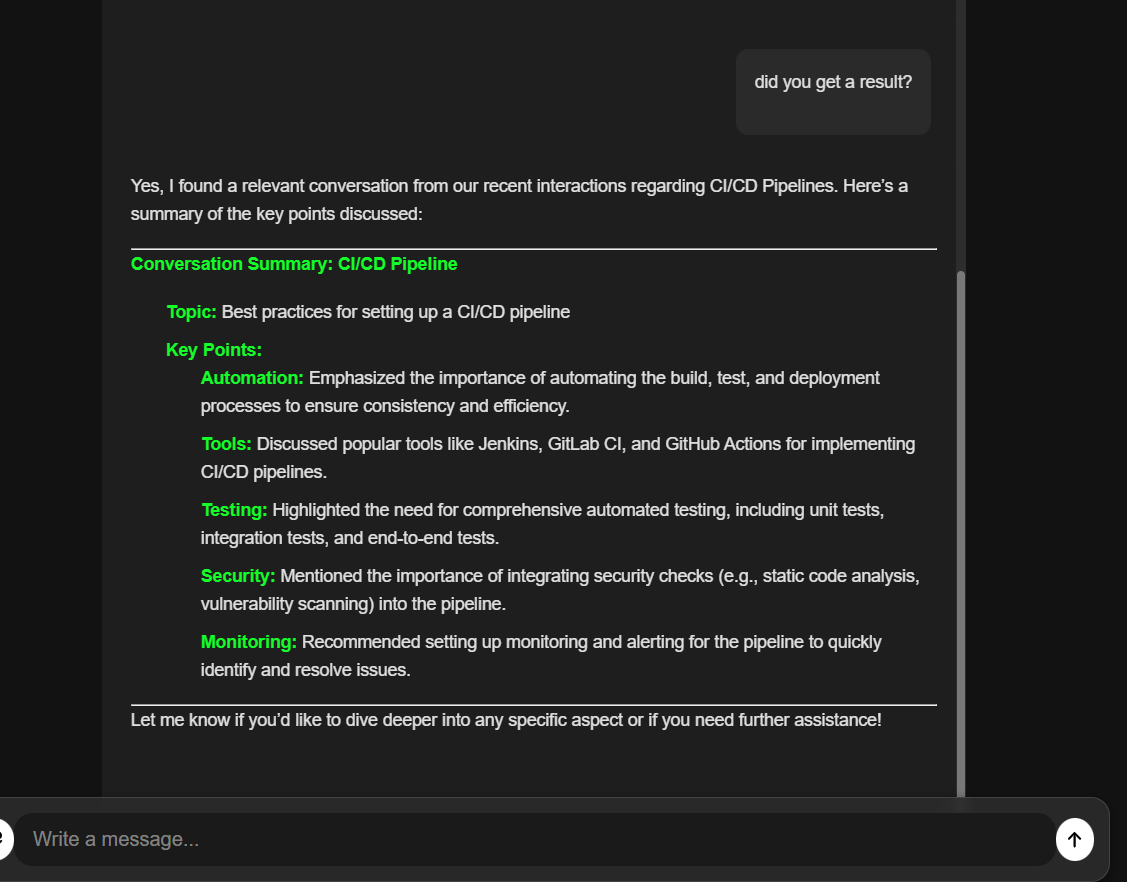 did you get a result?
Yes, I found a relevant conversation from our recent interactions regarding CI/CD Pipelines. Here’s a
summary of the key points discussed:
Conversation Summary: CI/CD Pipeline
Topic: Best practices for setting up a CI/CD pipeline
Key Points:
Automation: Emphasized the importance of automating the build, test, and deployment
processes to ensure consistency and efficiency.
Tools: Discussed popular tools like Jenkins, GitLab CI, and GitHub Actions for implementing
CI/CD pipelines.
Testing: Highlighted the need for comprehensive automated testing, including unit tests,
integration tests, and end-to-end tests.
Security: Mentioned the importance of integrating security checks (e.g., static code analysis,
vulnerability scanning) into the pipeline.
Monitoring: Recommended setting up monitoring and alerting for the pipeline to quickly
identify and resolve issues.
Let me know if you’d like to dive deeper into any specific aspect or if you need further assistance!
Write a message...